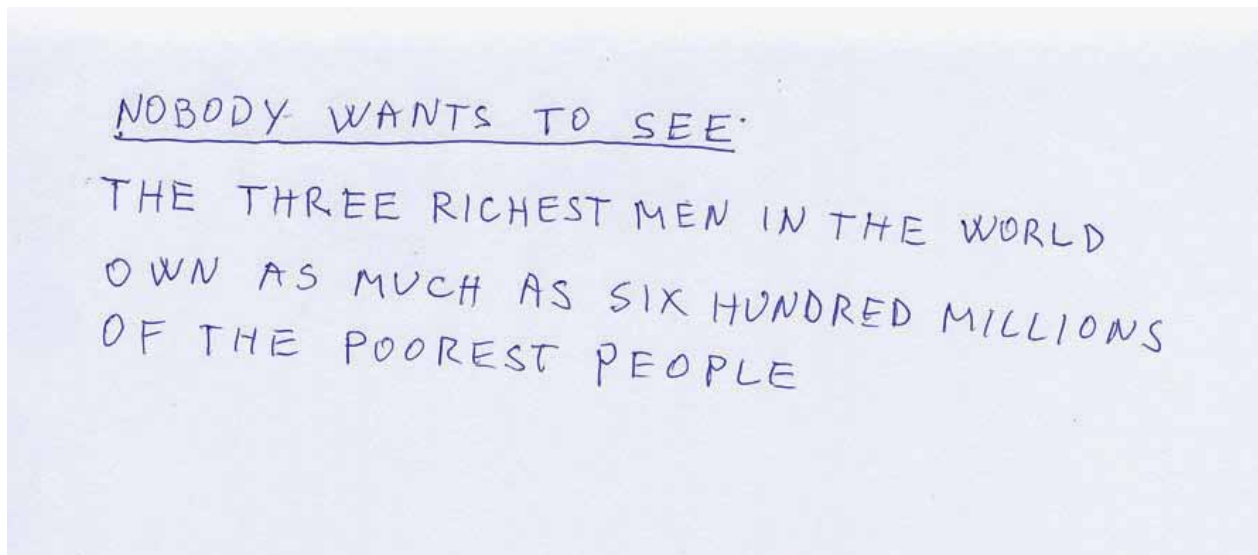 NOBODY WANTS TO SEE
THE THREE RICHEST MEN IN THE WORLD
OWN AS MUCH AS SIX HUNDRED MILLIONS
OF THE POOREST PEOPLE